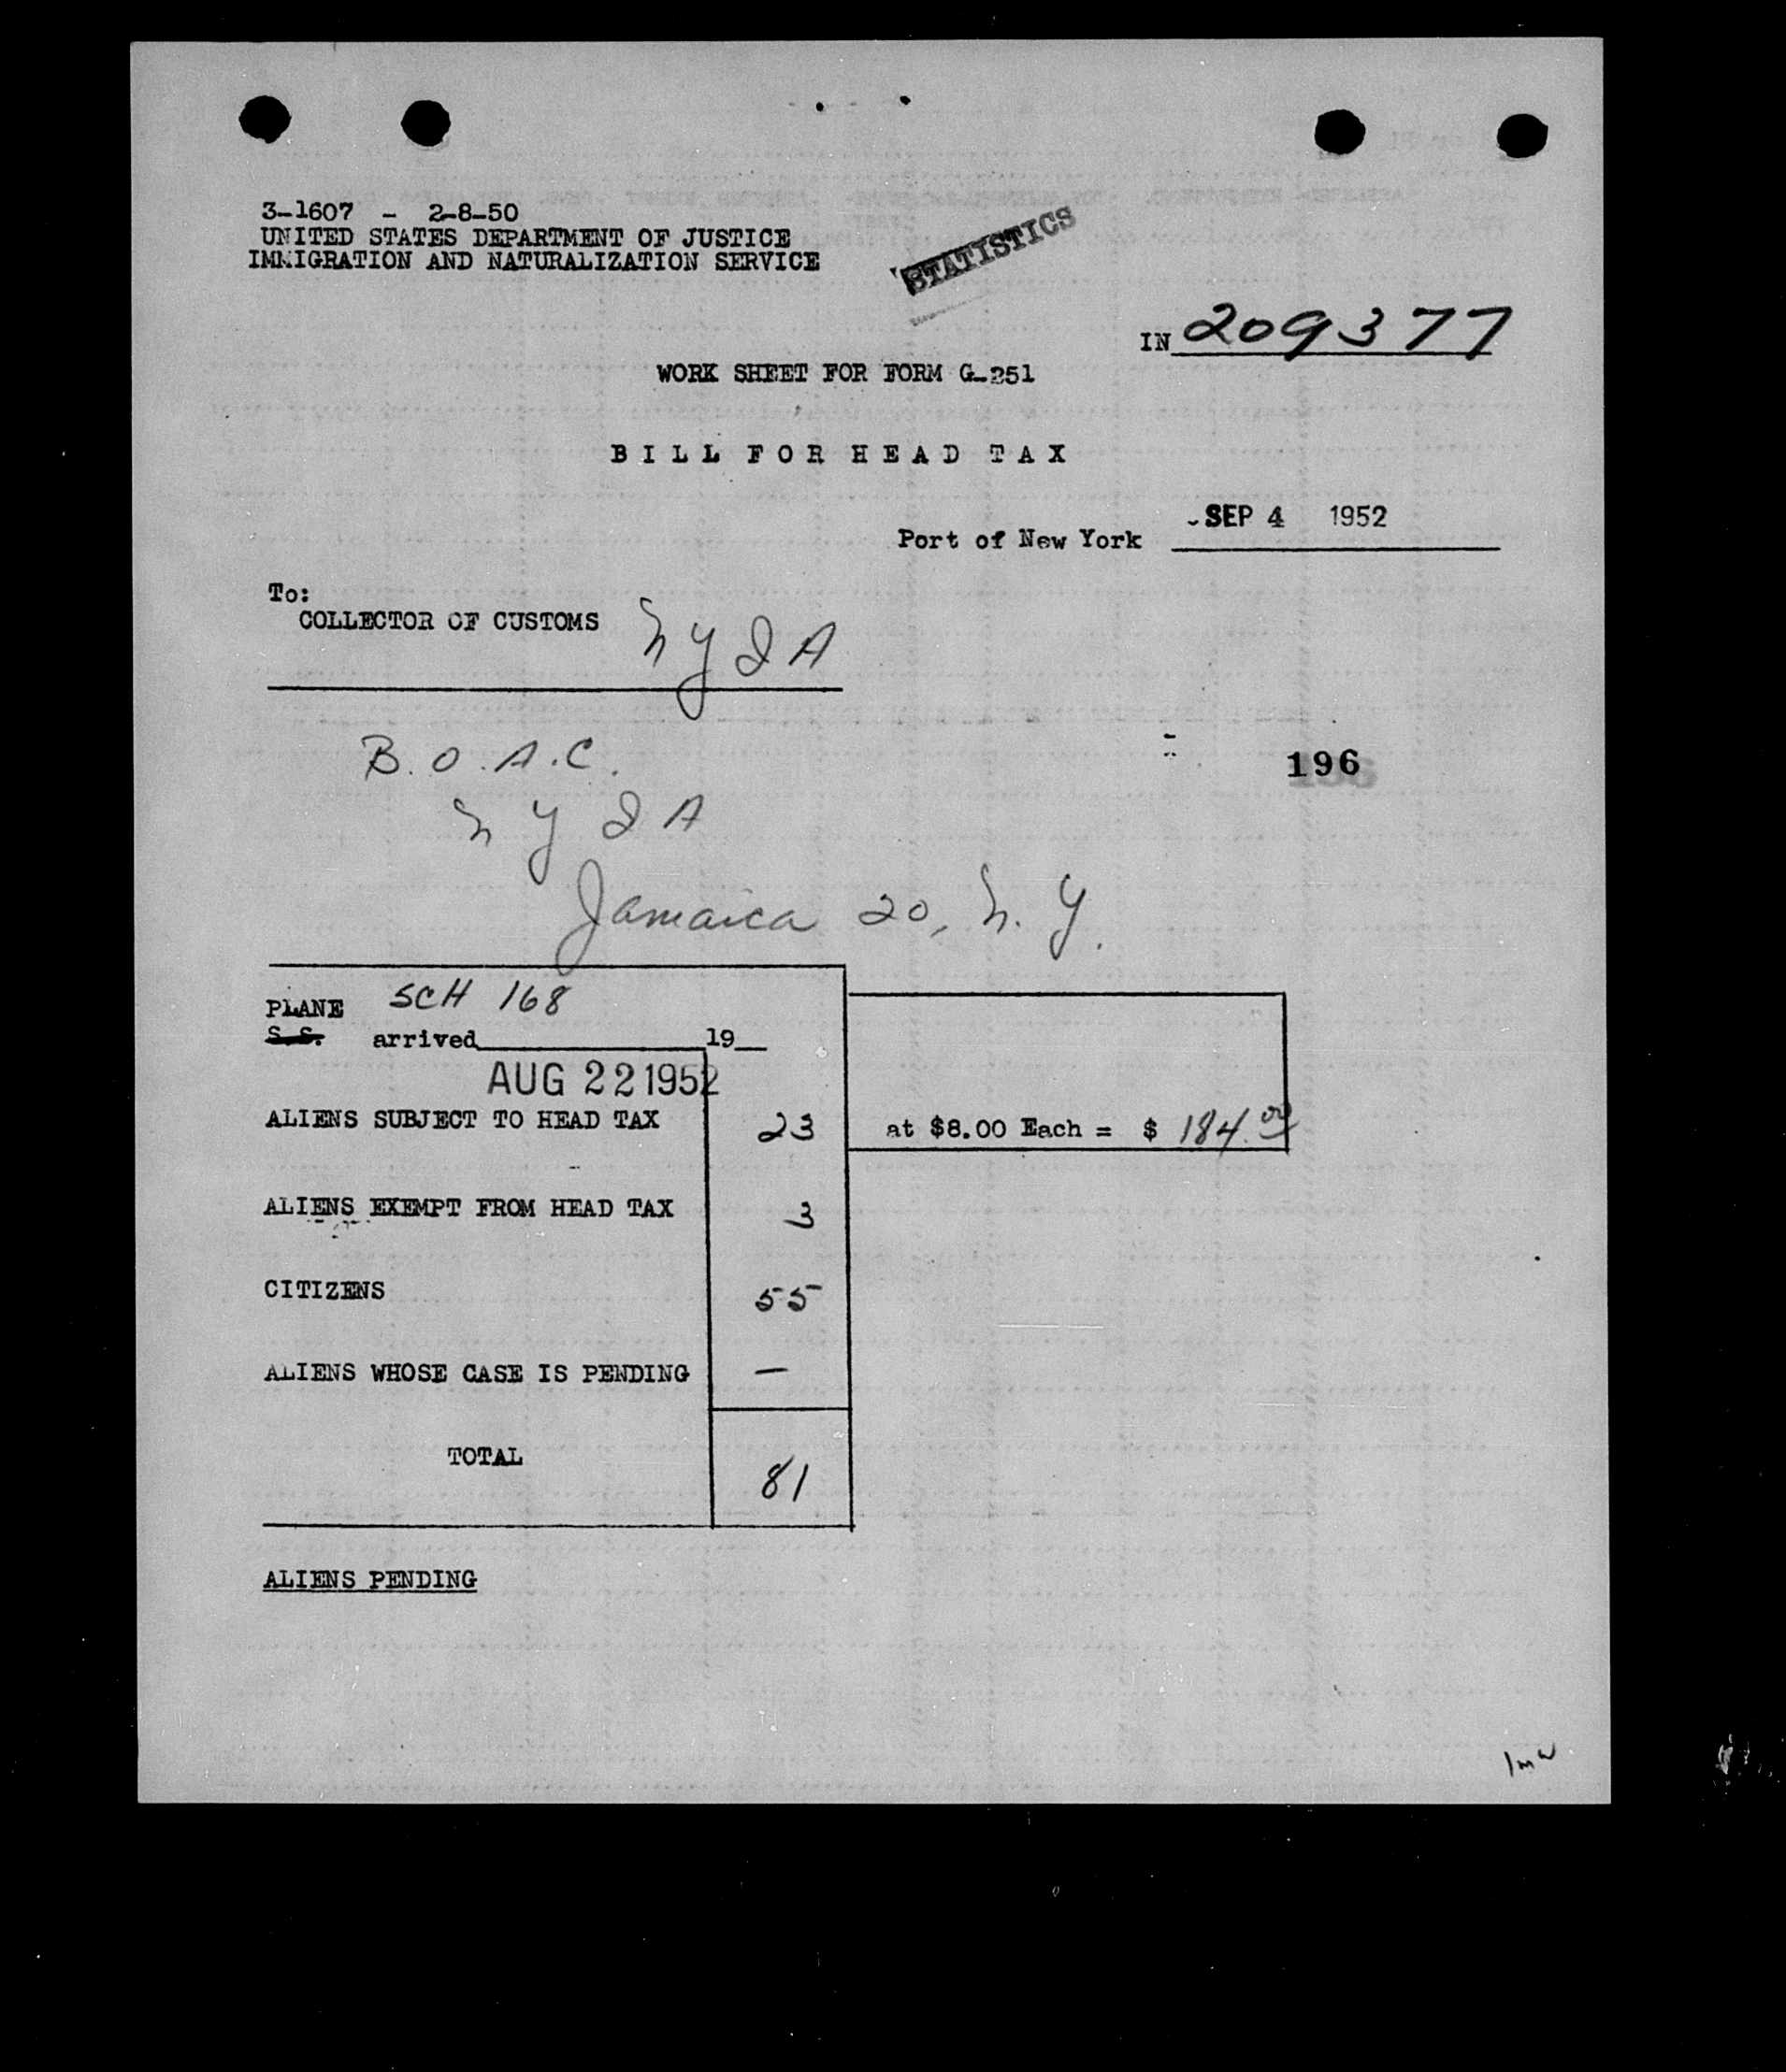 3-1607 - 2-8-50
UNITED STATES DEPARTMENT OF JUSTICE
IMMIGRATION AND NATURALIZATION SERVICE
STATISTICS
IN 209377
WORK SHEET FOR FORM G-251
BILL FOR HEAD TAX
SEP 4 1952
Port of New York
To:
COLLECTOR OF CUSTOMS N Y I A
B.O.A.C.
196
N Y I A
Jamaica 20, N. Y.
PLANE SCH 168
S.S. arrived 19
AUG 22 1952
ALIENS SUBJECT TO HEAD TAX 23 at $8.00 Each = $ 184.00
ALIENS EXEMPT FROM HEAD TAX 3
CITIZENS 55
ALIENS WHOSE CASE IS PENDING —
TOTAL 81
ALIENS PENDING